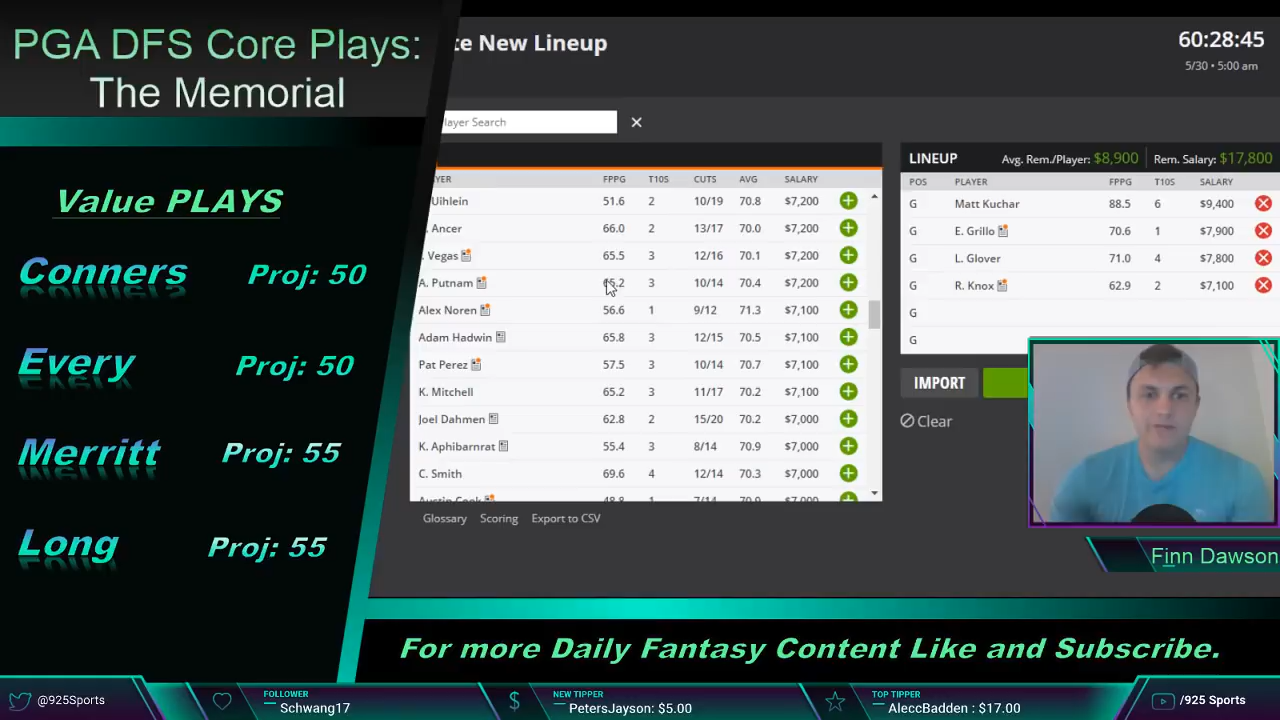 PGA DFS Core Plays:
The Memorial
Value PLAYS
Conners Proj: 50
Every Proj: 50
Merritt Proj: 55
Long Proj: 55
te New Lineup
60:28:45
5/30 • 5:00 am
layer Search
YER FPPG T10S CUTS AVG SALARY
Uihlein 51.6 2 10/19 70.8 $7,200
. Ancer 66.0 2 13/17 70.0 $7,200
. Vegas 65.5 3 12/16 70.1 $7,200
A. Putnam 3 10/14 70.4 $7,200
Alex Noren 56.6 1 9/12 71.3 $7,100
Adam Hadwin 65.8 3 12/15 70.5 $7,100
Pat Perez 57.5 3 10/14 70.7 $7,100
K. Mitchell 65.2 3 11/17 70.2 $7,100
Joel Dahmen 62.8 2 15/20 70.2 $7,000
K. Aphibarnrat 55.4 3 8/14 70.9 $7,000
C. Smith 69.6 4 12/14 70.3 $7,000
Austin Cook 48.8 1 7/14 70.9 $7,000
Glossary Scoring Export to CSV
LINEUP Avg. Rem./Player: $8,900 Rem. Salary: $17,800
POS PLAYER FPPG T10S SALARY
G Matt Kuchar 88.5 6 $9,400
G E. Grillo 70.6 1 $7,900
G L. Glover 71.0 4 $7,800
G R. Knox 62.9 2 $7,100
G
G
IMPORT
Clear
Finn Dawson
For more Daily Fantasy Content Like and Subscribe.
@925Sports
FOLLOWER
Schwang17
NEW TIPPER
PetersJayson: $5.00
TOP TIPPER
AleccBadden : $17.00
/925 Sports